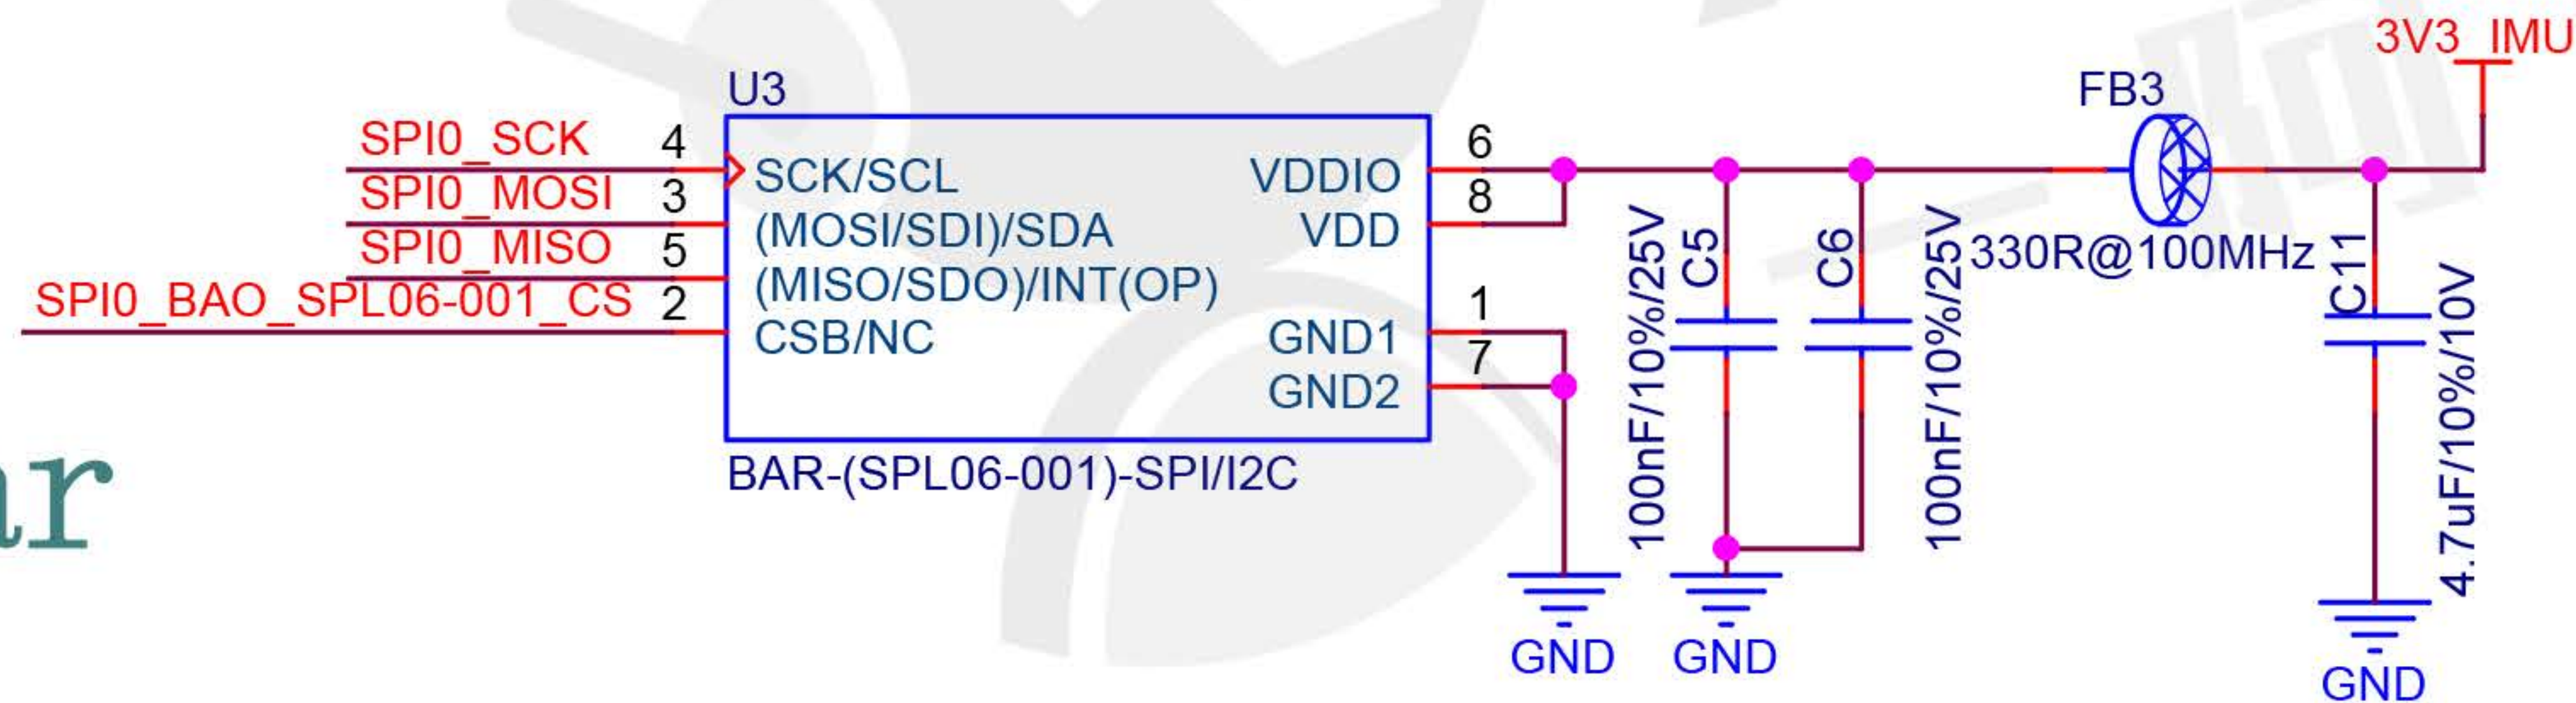 3V3_IMU
U3
FB3
SPI0_SCK 4
SCK/SCL
VDDIO 6
SPI0_MOSI 3
(MOSI/SDI)/SDA
VDD 8
SPI0_MISO 5
(MISO/SDO)/INT(OP)
SPI0_BAO_SPL06-001_CS 2
CSB/NC
GND1 1
GND2 7
BAR-(SPL06-001)-SPI/I2C
100nF/10%/25V
C5
C6
100nF/10%/25V
330R@100MHz
C11
4.7uF/10%/10V
GND
GND
GND